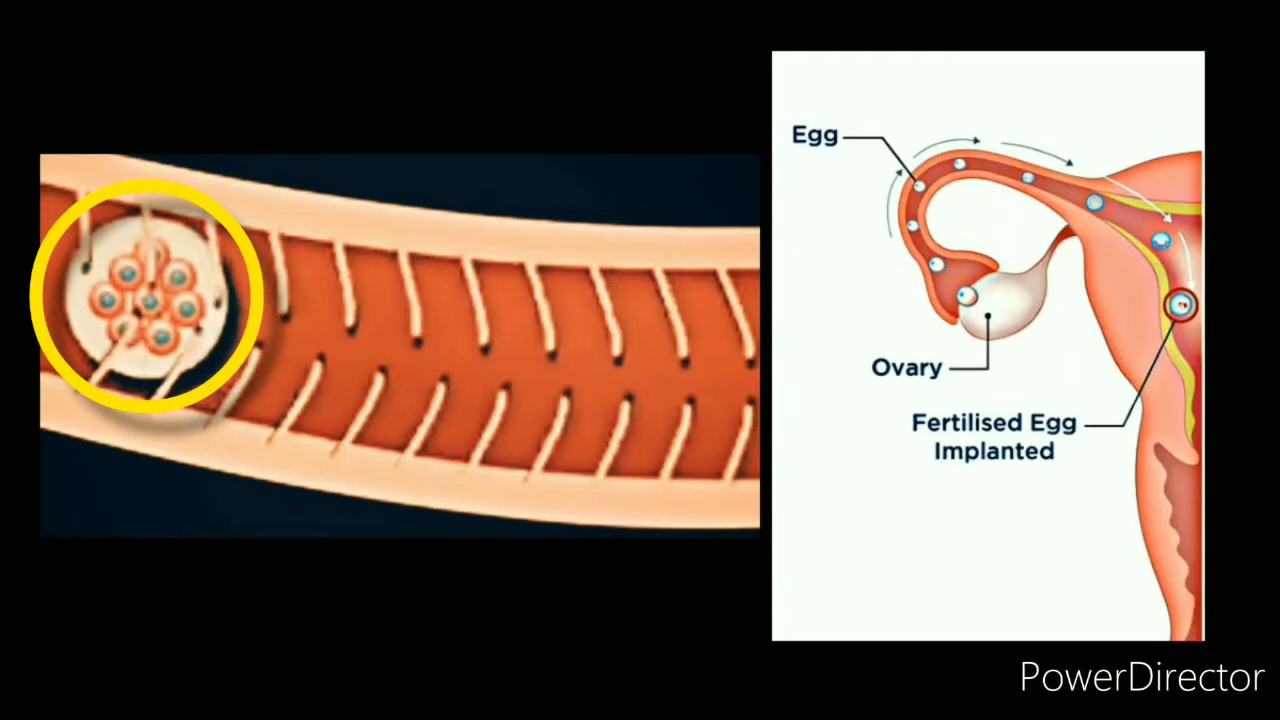 Egg
Ovary
Fertilised Egg
Implanted
PowerDirector